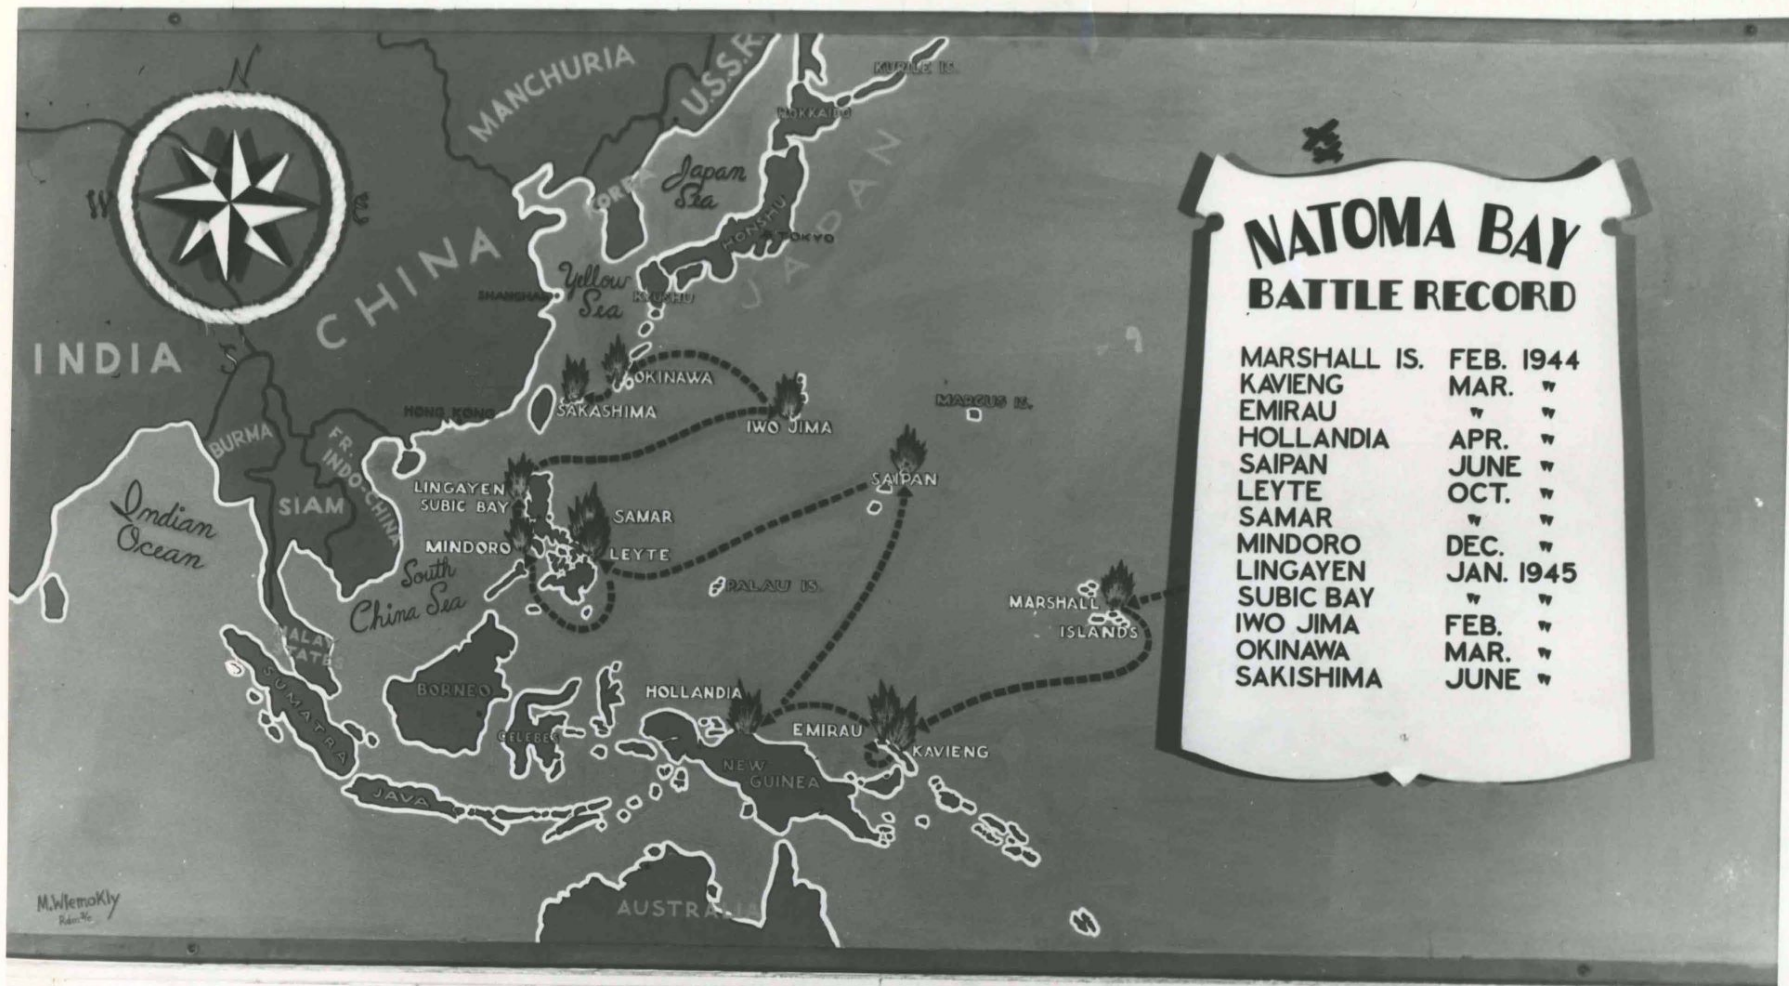 N
W
E
S
MANCHURIA
U.S.S.R.
KURILE IS.
HOKKAIDO
Japan
Sea
KOREA
JAPAN
HONSHU
TOKYO
CHINA
Yellow
Sea
SHANGHAI
KYUSHU
INDIA
OKINAWA
SAKASHIMA
HONG KONG
IWO JIMA
MARCUS IS.
BURMA
FR.
INDO-CHINA
SIAM
Indian
Ocean
LINGAYEN
SUBIC BAY
SAMAR
MINDORO
LEYTE
SAIPAN
South
China Sea
PALAU IS.
MARSHALL
ISLANDS
MALAY
STATES
SUMATRA
BORNEO
CELEBES
HOLLANDIA
EMIRAU
KAVIENG
NEW
GUINEA
JAVA
AUSTRALIA
NATOMA BAY
BATTLE RECORD
MARSHALL IS. FEB. 1944
KAVIENG MAR. "
EMIRAU " "
HOLLANDIA APR. "
SAIPAN JUNE "
LEYTE OCT. "
SAMAR " "
MINDORO DEC. "
LINGAYEN JAN. 1945
SUBIC BAY " "
IWO JIMA FEB. "
OKINAWA MAR. "
SAKISHIMA JUNE "